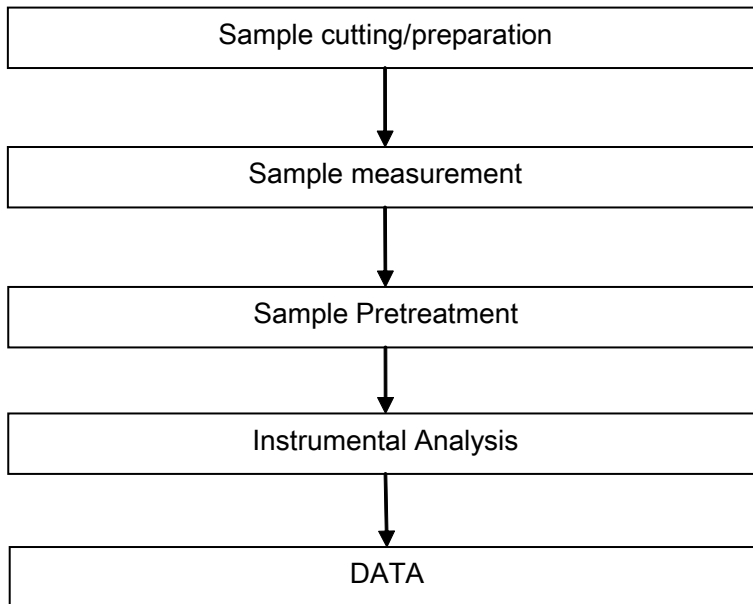 Sample cutting/preparation
Sample measurement
Sample Pretreatment
Instrumental Analysis
DATA